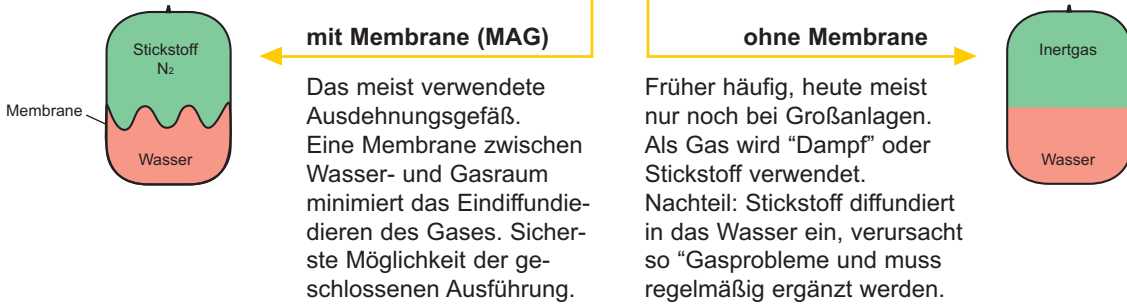 Stickstoff
N₂
Membrane
Wasser
mit Membrane (MAG)
Das meist verwendete
Ausdehnungsgefäß.
Eine Membrane zwischen
Wasser- und Gasraum
minimiert das Eindiffundie-
dieren des Gases. Sicher-
ste Möglichkeit der ge-
schlossenen Ausführung.
ohne Membrane
Früher häufig, heute meist
nur noch bei Großanlagen.
Als Gas wird “Dampf” oder
Stickstoff verwendet.
Nachteil: Stickstoff diffundiert
in das Wasser ein, verursacht
so “Gasprobleme und muss
regelmäßig ergänzt werden.
Inertgas
Wasser